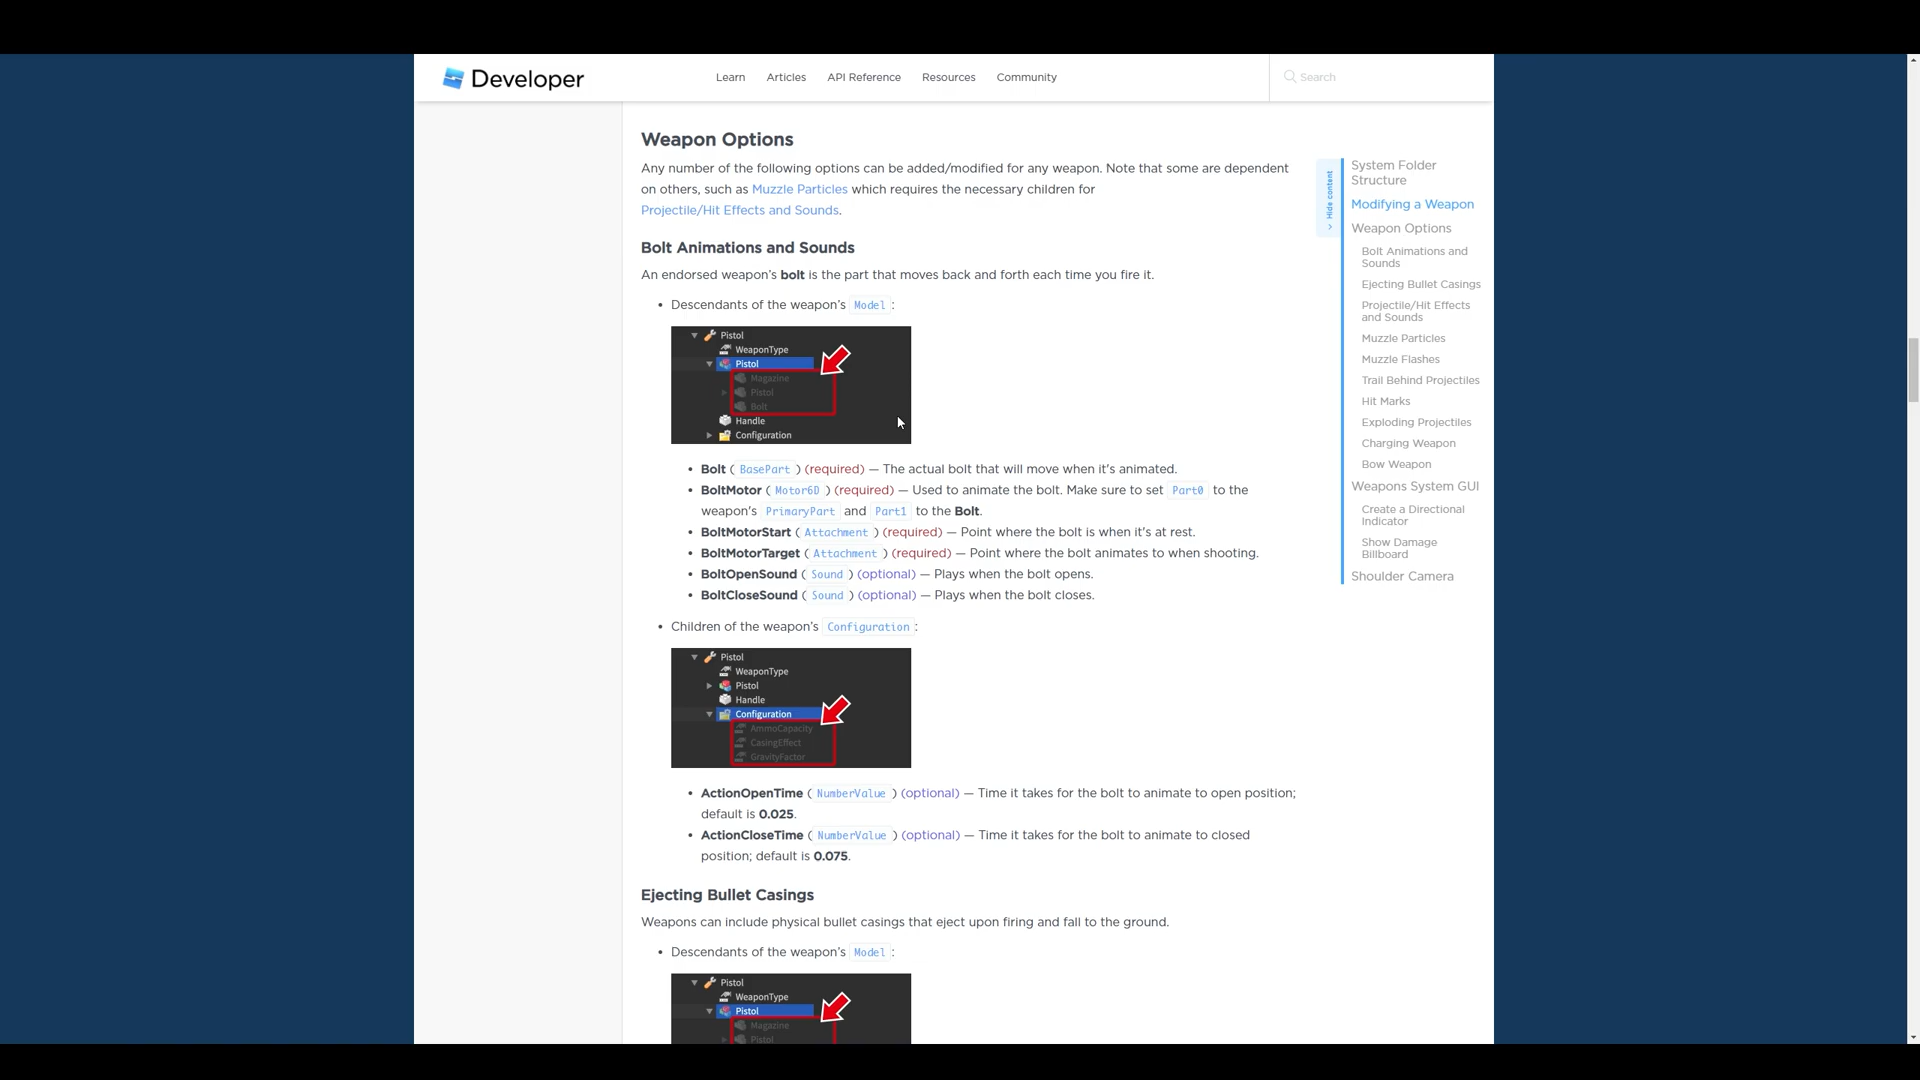 Developer
Learn
Articles
API Reference
Resources
Community
Search
Weapon Options
Any number of the following options can be added/modified for any weapon. Note that some are dependent
on others, such as Muzzle Particles which requires the necessary children for
Projectile/Hit Effects and Sounds.
Bolt Animations and Sounds
An endorsed weapon's bolt is the part that moves back and forth each time you fire it.
• Descendants of the weapon's Model :
Pistol
WeaponType
Pistol
Magazine
Pistol
Bolt
Handle
Configuration
• Bolt ( BasePart ) (required) — The actual bolt that will move when it's animated.
• BoltMotor ( Motor6D ) (required) — Used to animate the bolt. Make sure to set Part0 to the
weapon's PrimaryPart and Part1 to the Bolt.
• BoltMotorStart ( Attachment ) (required) — Point where the bolt is when it's at rest.
• BoltMotorTarget ( Attachment ) (required) — Point where the bolt animates to when shooting.
• BoltOpenSound ( Sound ) (optional) — Plays when the bolt opens.
• BoltCloseSound ( Sound ) (optional) — Plays when the bolt closes.
• Children of the weapon's Configuration :
Pistol
WeaponType
Pistol
Handle
Configuration
AmmoCapacity
CasingEffect
GravityFactor
• ActionOpenTime ( NumberValue ) (optional) — Time it takes for the bolt to animate to open position;
default is 0.025.
• ActionCloseTime ( NumberValue ) (optional) — Time it takes for the bolt to animate to closed
position; default is 0.075.
Ejecting Bullet Casings
Weapons can include physical bullet casings that eject upon firing and fall to the ground.
• Descendants of the weapon's Model :
Pistol
WeaponType
Pistol
Magazine
Pistol
Hide content
System Folder
Structure
Modifying a Weapon
Weapon Options
Bolt Animations and
Sounds
Ejecting Bullet Casings
Projectile/Hit Effects
and Sounds
Muzzle Particles
Muzzle Flashes
Trail Behind Projectiles
Hit Marks
Exploding Projectiles
Charging Weapon
Bow Weapon
Weapons System GUI
Create a Directional
Indicator
Show Damage
Billboard
Shoulder Camera